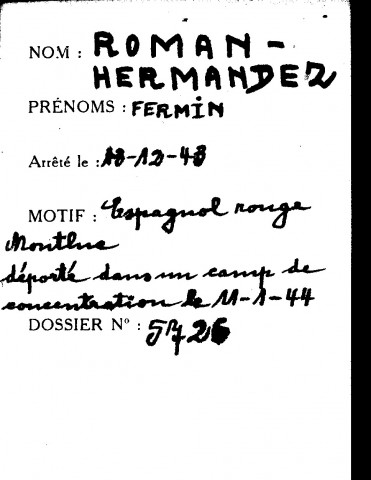 NOM : ROMAN-
HERMANDEZ
PRÉNOMS : FERMIN
Arrêté le : 18-12-43
MOTIF : Espagnol rouge
Montluc
déporté dans un camp de
concentration le 11-1-44
DOSSIER N° : 5726